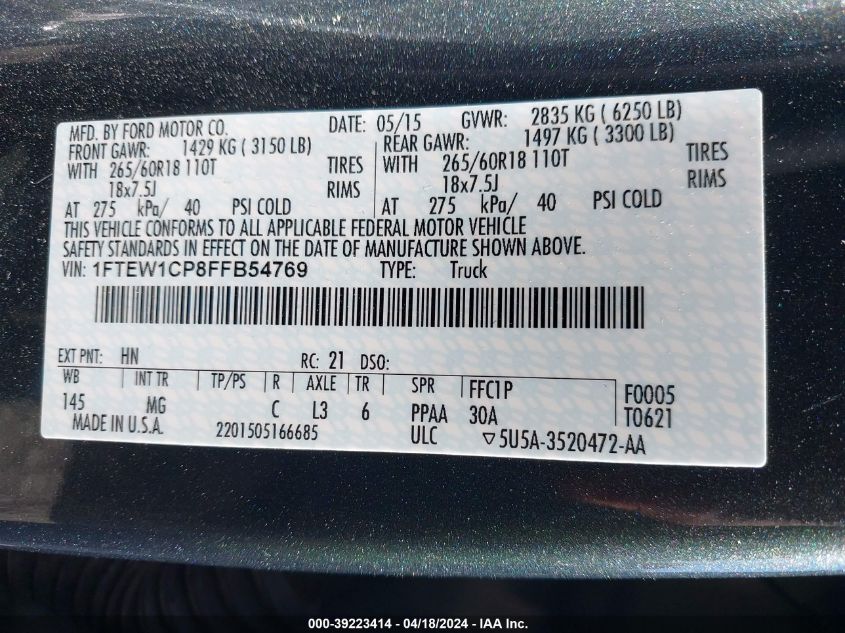 MFD. BY FORD MOTOR CO. DATE: 05/15 GVWR: 2835 KG ( 6250 LB)
FRONT GAWR: 1429 KG ( 3150 LB) REAR GAWR: 1497 KG ( 3300 LB)
WITH 265/60R18 110T TIRES WITH 265/60R18 110T TIRES
18x7.5J RIMS 18x7.5J RIMS
AT 275 kPa/ 40 PSI COLD AT 275 kPa/ 40 PSI COLD
THIS VEHICLE CONFORMS TO ALL APPLICABLE FEDERAL MOTOR VEHICLE
SAFETY STANDARDS IN EFFECT ON THE DATE OF MANUFACTURE SHOWN ABOVE.
VIN: 1FTEW1CP8FFB54769 TYPE: Truck
EXT PNT: HN RC: 21 DSO:
WB INT TR TP/PS R AXLE TR SPR FFC1P F0005
145 MG C L3 6 PPAA 30A T0621
MADE IN U.S.A. 2201505166685 ULC ▽5U5A-3520472-AA
000-39223414 - 04/18/2024 - IAA Inc.